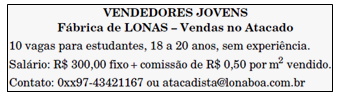 VENDEDORES JOVENS
Fábrica de LONAS – Vendas no Atacado
10 vagas para estudantes, 18 a 20 anos, sem experiência.
Salário: R$ 300,00 fixo + comissão de R$ 0,50 por m² vendido.
Contato: 0xx97-43421167 ou atacadista@lonaboa.com.br